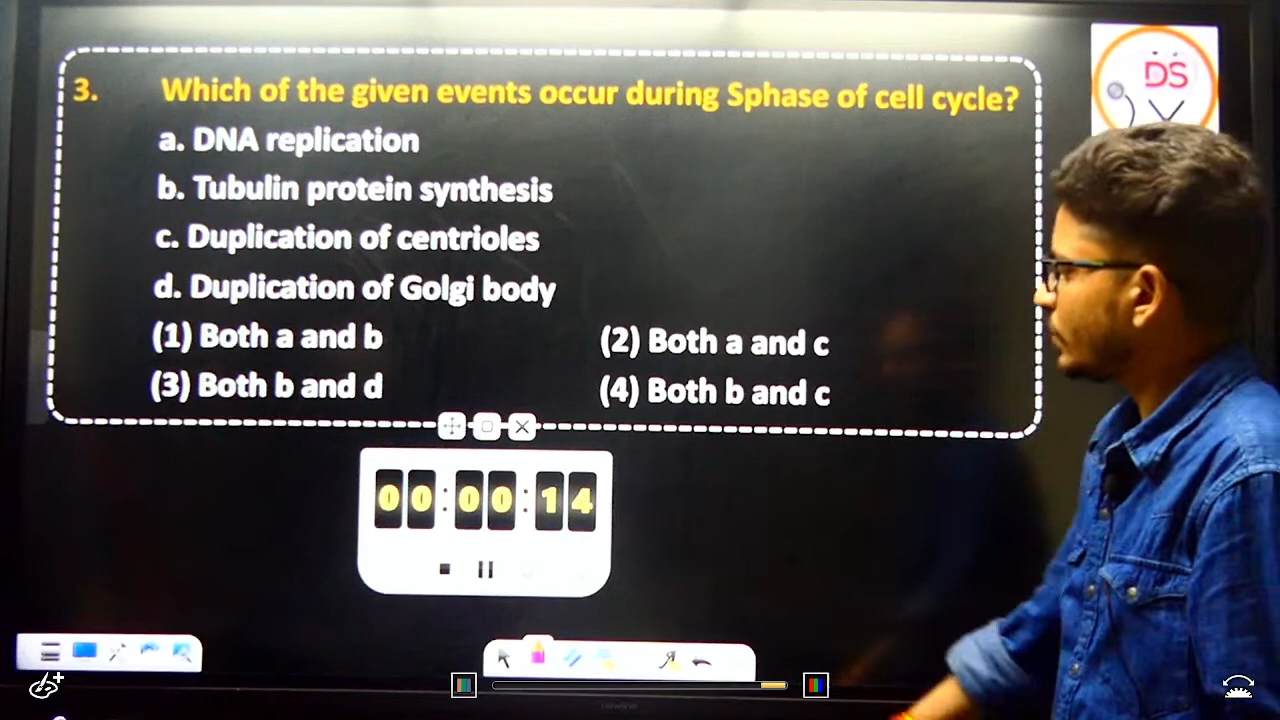 3. Which of the given events occur during Sphase of cell cycle?
a. DNA replication
b. Tubulin protein synthesis
c. Duplication of centrioles
d. Duplication of Golgi body
(1) Both a and b (2) Both a and c
(3) Both b and d (4) Both b and c
00:00:14
DS